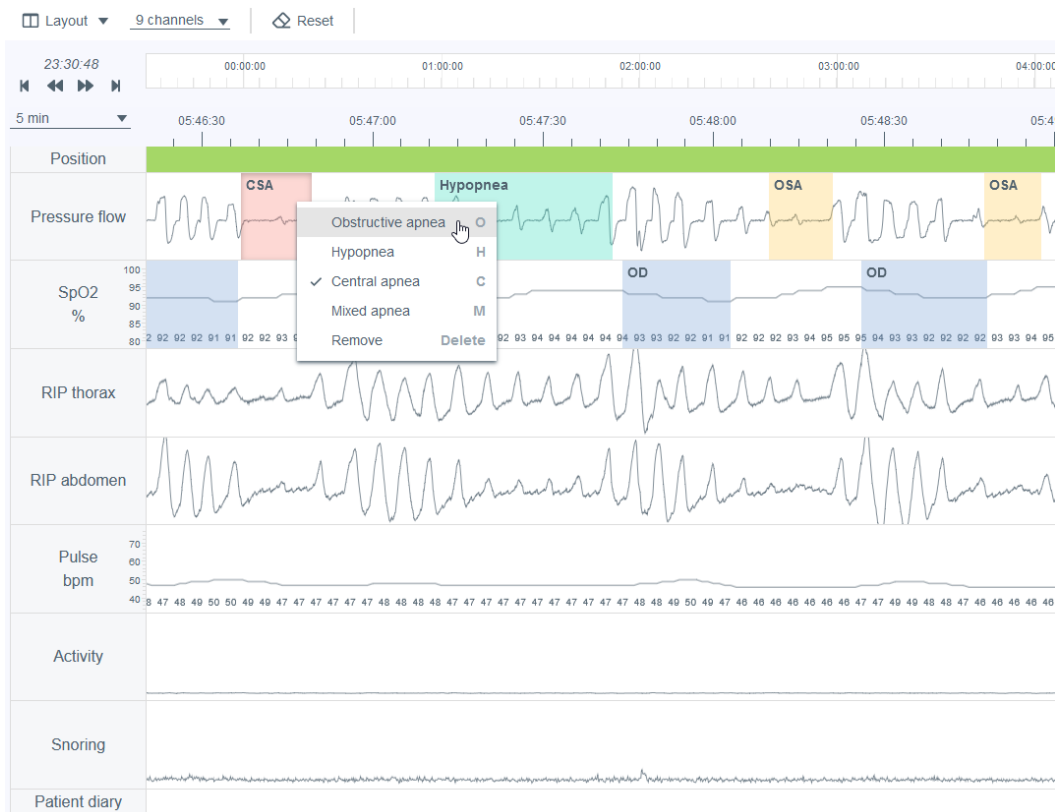 Layout 9 channels Reset
23:30:48 00:00:00 01:00:00 02:00:00 03:00:00 04:00:00
5 min 05:46:30 05:47:00 05:47:30 05:48:00 05:48:30
Position
CSA Hypopnea OSA OSA
Pressure flow
Obstructive apnea O
Hypopnea H
Central apnea C
Mixed apnea M
Remove Delete
SpO2
%
100
95
90
85
80
OD OD
92 92 92 91 91 92 92 93
92 93 94 94 94 94 94 94 93 93 92 92 92 91 92 92 92 93 94 95 95
94 93 93 92 92 92 92 93 93 94 95
RIP thorax
RIP abdomen
Pulse
bpm
70
60
50
40
8 47 48 49 50 50 49 49 47 47 47 47 47 48 48 48 48 47 47 47 47 47 47 47 47 47 47 47 48 48 49 50 49 47 46 46 46 46 46 46 46 47 47 49 49 48 48 47 46 46 46 46 46
Activity
Snoring
Patient diary